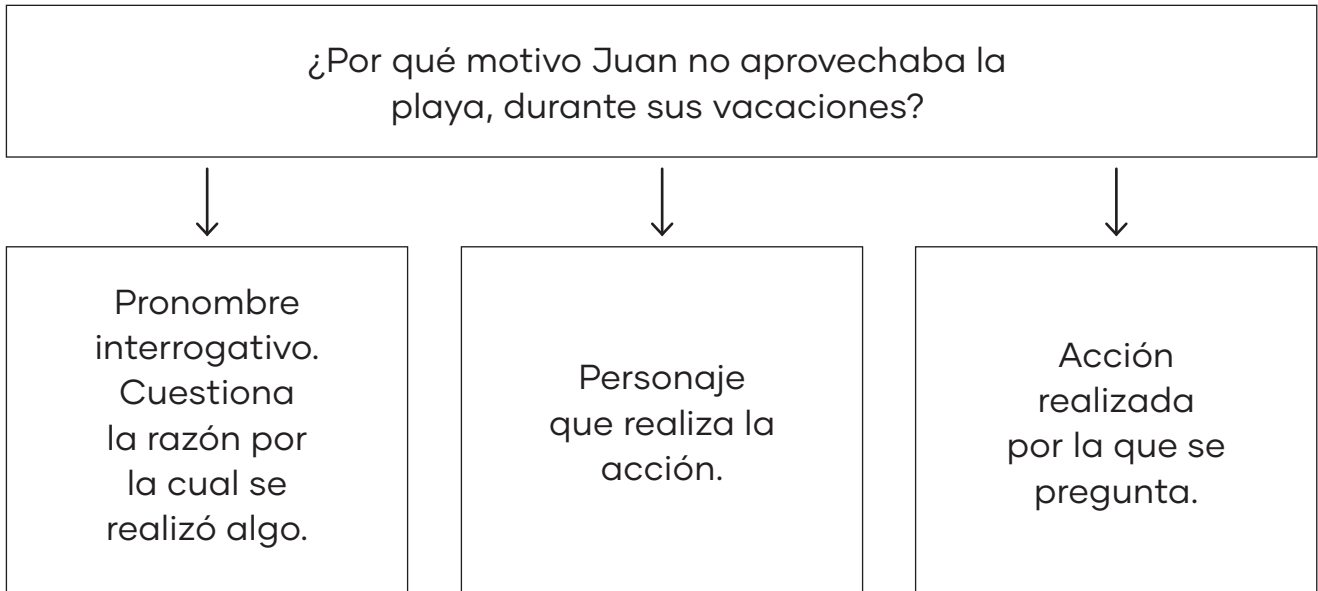 ¿Por qué motivo Juan no aprovechaba la
playa, durante sus vacaciones?
Pronombre
interrogativo.
Cuestiona
la razón por
la cual se
realizó algo.
Personaje
que realiza la
acción.
Acción
realizada
por la que se
pregunta.